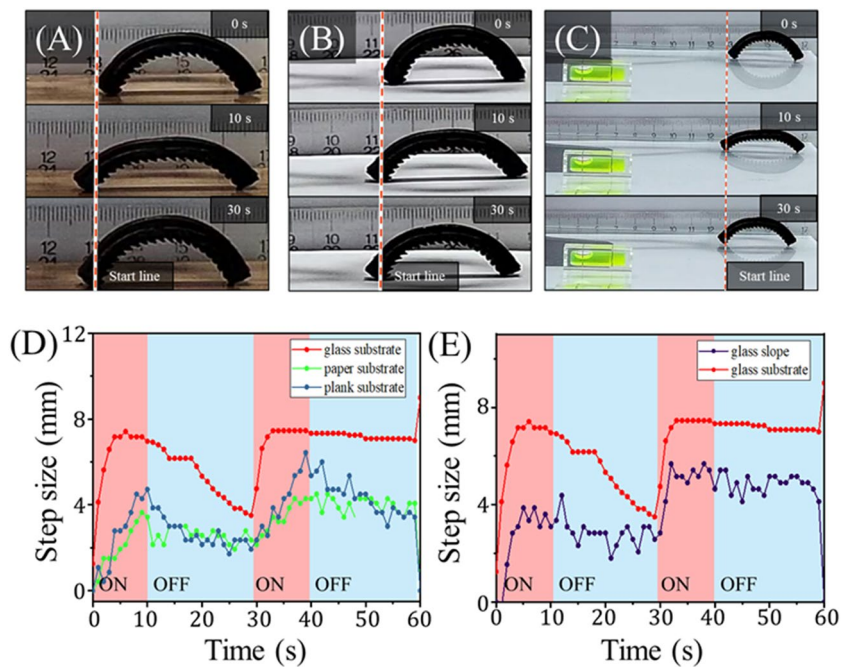 (A)
0 s
10 s
30 s
Start line
(B)
0 s
10 s
30 s
Start line
(C)
0 s
10 s
30 s
Start line
(D)
Step size (mm)
12
8
4
0
glass substrate
paper substrate
plank substrate
ON
OFF
ON
OFF
0
10
20
30
40
50
60
Time (s)
(E)
Step size (mm)
8
4
0
glass slope
glass substrate
ON
OFF
ON
OFF
0
10
20
30
40
50
60
Time (s)